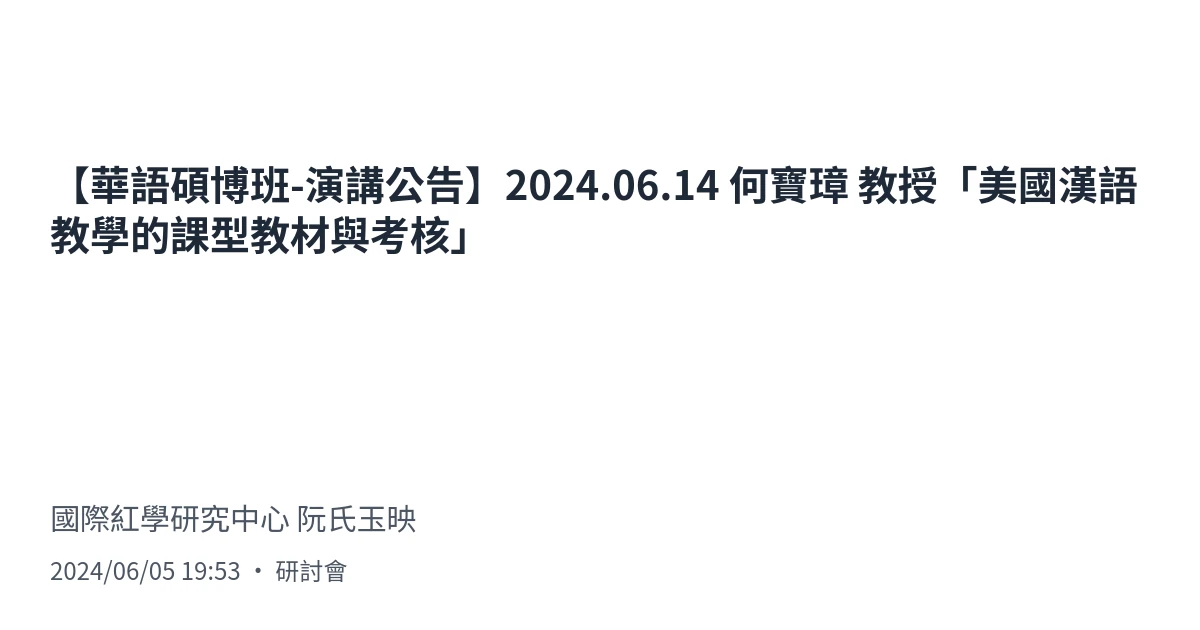 【華語碩博班-演講公告】2024.06.14 何寶璋 教授「美國漢語
教學的課型教材與考核」
國際紅學研究中心 阮氏玉映
2024/06/05 19:53 ・ 研討會